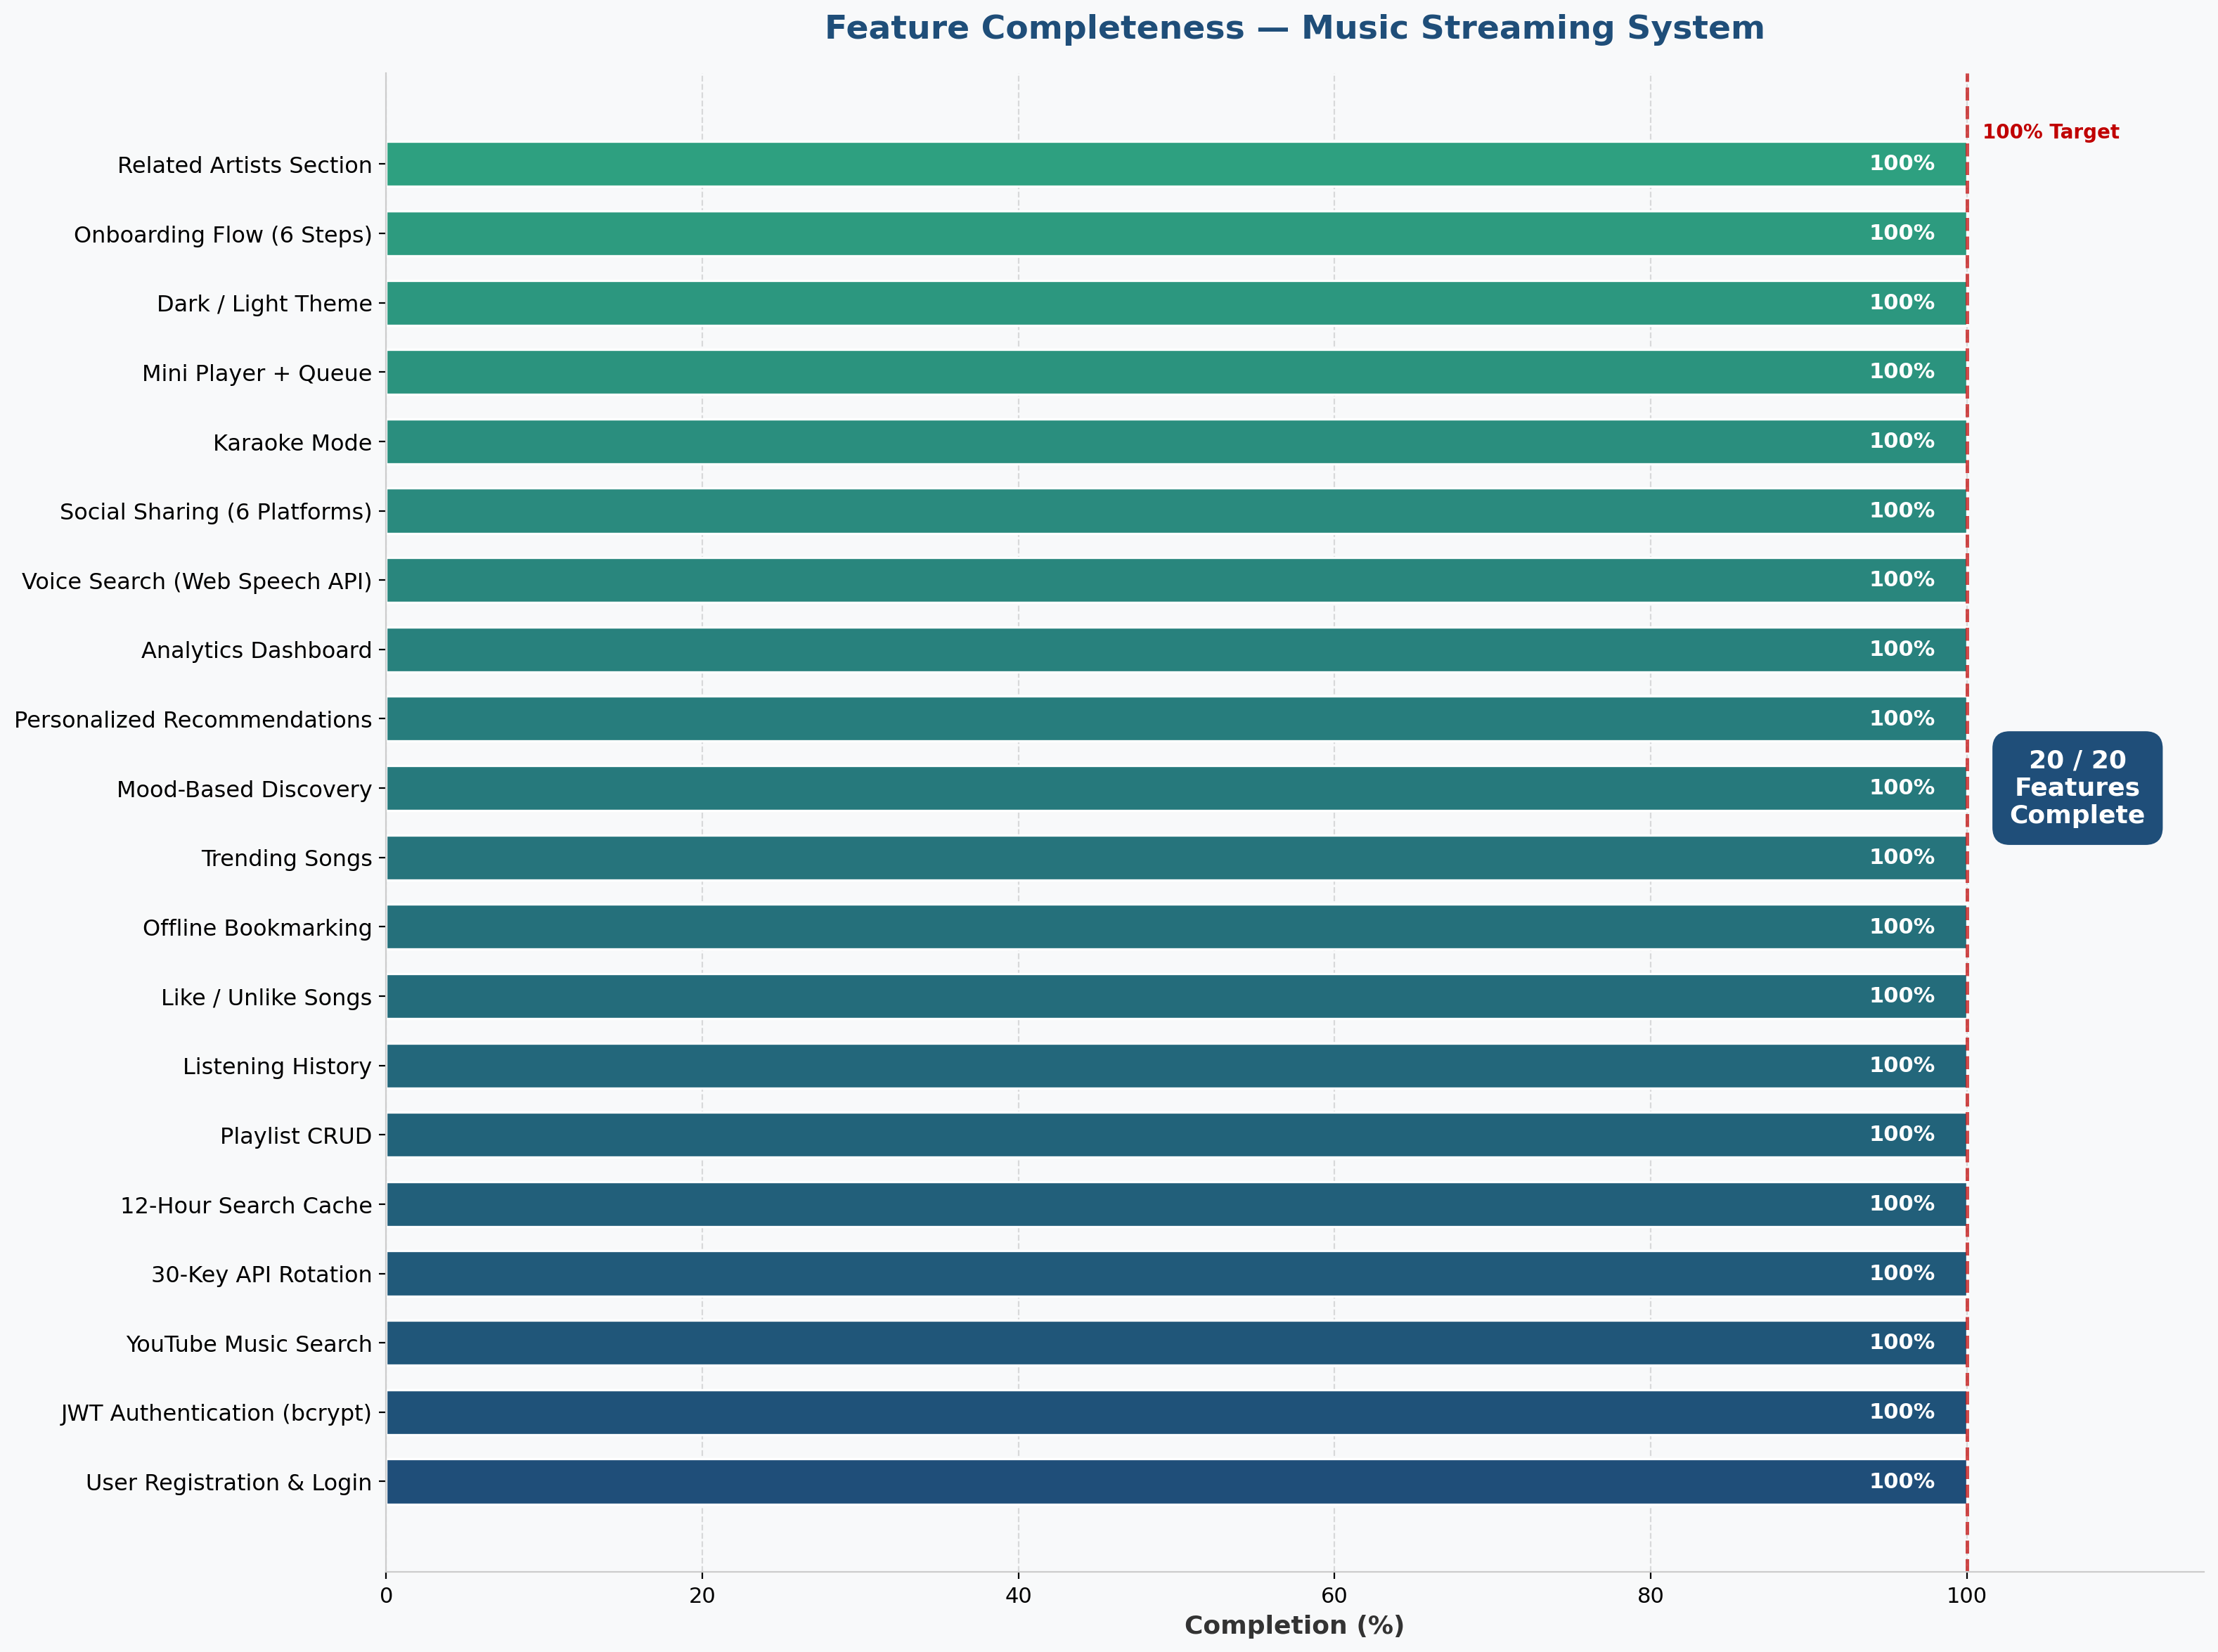 Feature Completeness — Music Streaming System
100% Target
Related Artists Section 100%
Onboarding Flow (6 Steps) 100%
Dark / Light Theme 100%
Mini Player + Queue 100%
Karaoke Mode 100%
Social Sharing (6 Platforms) 100%
Voice Search (Web Speech API) 100%
Analytics Dashboard 100%
Personalized Recommendations 100%
Mood-Based Discovery 100%
20 / 20
Features
Complete
Trending Songs 100%
Offline Bookmarking 100%
Like / Unlike Songs 100%
Listening History 100%
Playlist CRUD 100%
12-Hour Search Cache 100%
30-Key API Rotation 100%
YouTube Music Search 100%
JWT Authentication (bcrypt) 100%
User Registration & Login 100%
0 20 40 60 80 100
Completion (%)